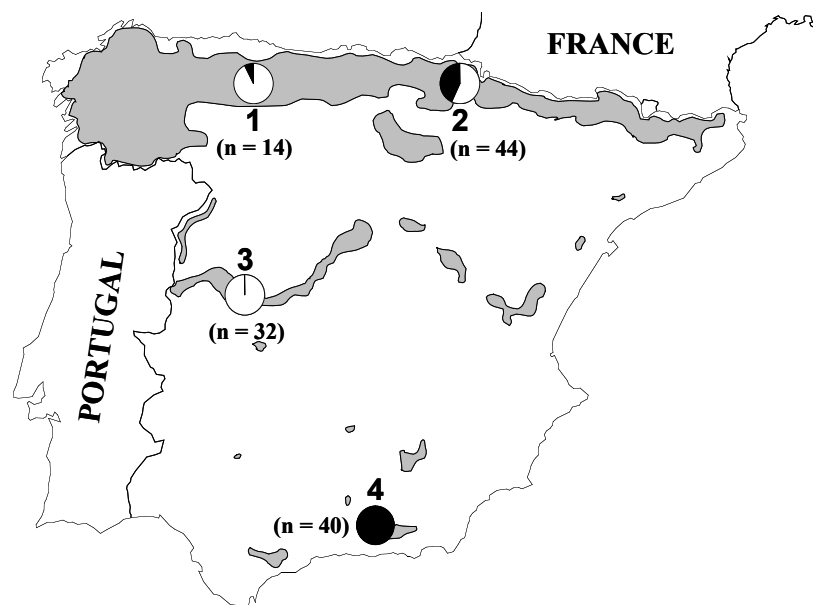 FRANCE
1
(n = 14)
2
(n = 44)
3
(n = 32)
PORTUGAL
4
(n = 40)